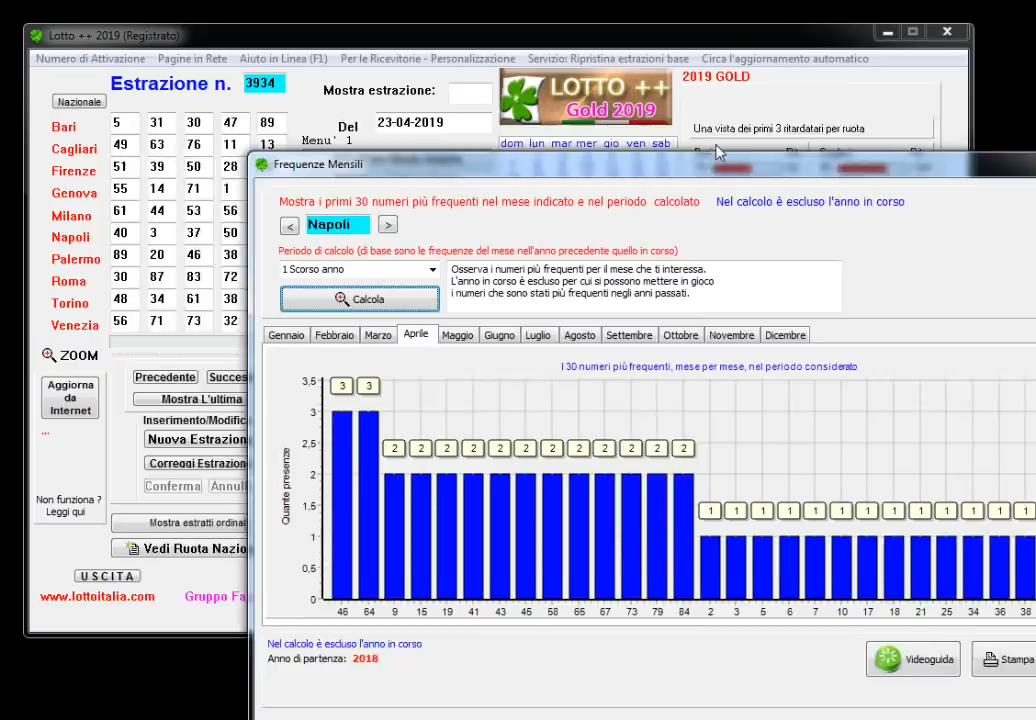 Lotto ++ 2019 (Registrato)
Numero di Attivazione Pagine in Rete Aiuto in Linea (F1) Per le Ricevitorie - Personalizzazione Servizio: Ripristina estrazioni base Circa l'aggiornamento automatico
Estrazione n. 3934
Mostra estrazione:
LOTTO ++
Gold 2019
2019 GOLD
Nazionale
Del 23-04-2019
Menu' 1
dom lun mar mer gio ven sab
Una vista dei primi 3 ritardatari per ruota
Bari 5 31 30 47 89
Cagliari 49 63 76 11 13
Firenze 51 39 50 28
Genova 55 14 71 1
Milano 61 44 53 56
Napoli 40 3 37 50
Palermo 89 20 46 38
Roma 30 87 83 72
Torino 48 34 61 38
Venezia 56 71 73 32
ZOOM
Aggiorna
da
Internet
...
Non funziona ?
Leggi qui
Precedente Succes
Mostra L'ultima
Inserimento/Modific
Nuova Estrazion
Correggi Estrazion
Conferma Annull
Mostra estratti ordinal
Vedi Ruota Nazio
USCITA
www.lottoitalia.com Gruppo Fa
Frequenze Mensili
Mostra i primi 30 numeri più frequenti nel mese indicato e nel periodo calcolato Nel calcolo è escluso l'anno in corso
< Napoli >
Periodo di calcolo (di base sono le frequenze del mese nell'anno precedente quello in corso)
1 Scorso anno
Calcola
Osserva i numeri più frequenti per il mese che ti interessa.
L'anno in corso è escluso per cui si possono mettere in gioco
i numeri che sono stati più frequenti negli anni passati.
Gennaio Febbraio Marzo Aprile Maggio Giugno Luglio Agosto Settembre Ottobre Novembre Dicembre
I 30 numeri più frequenti, mese per mese, nel periodo considerato
Quante presenze
3,5
3
2,5
2
1,5
1
0,5
0
3 3
2 2 2 2 2 2 2 2 2 2 2 2
1 1 1 1 1 1 1 1 1 1 1 1 1
46 64 9 15 19 41 43 45 58 65 67 73 79 84 2 3 5 6 7 10 17 18 21 25 34 36 38
Nel calcolo è escluso l'anno in corso
Anno di partenza: 2018
Videoguida
Stampa